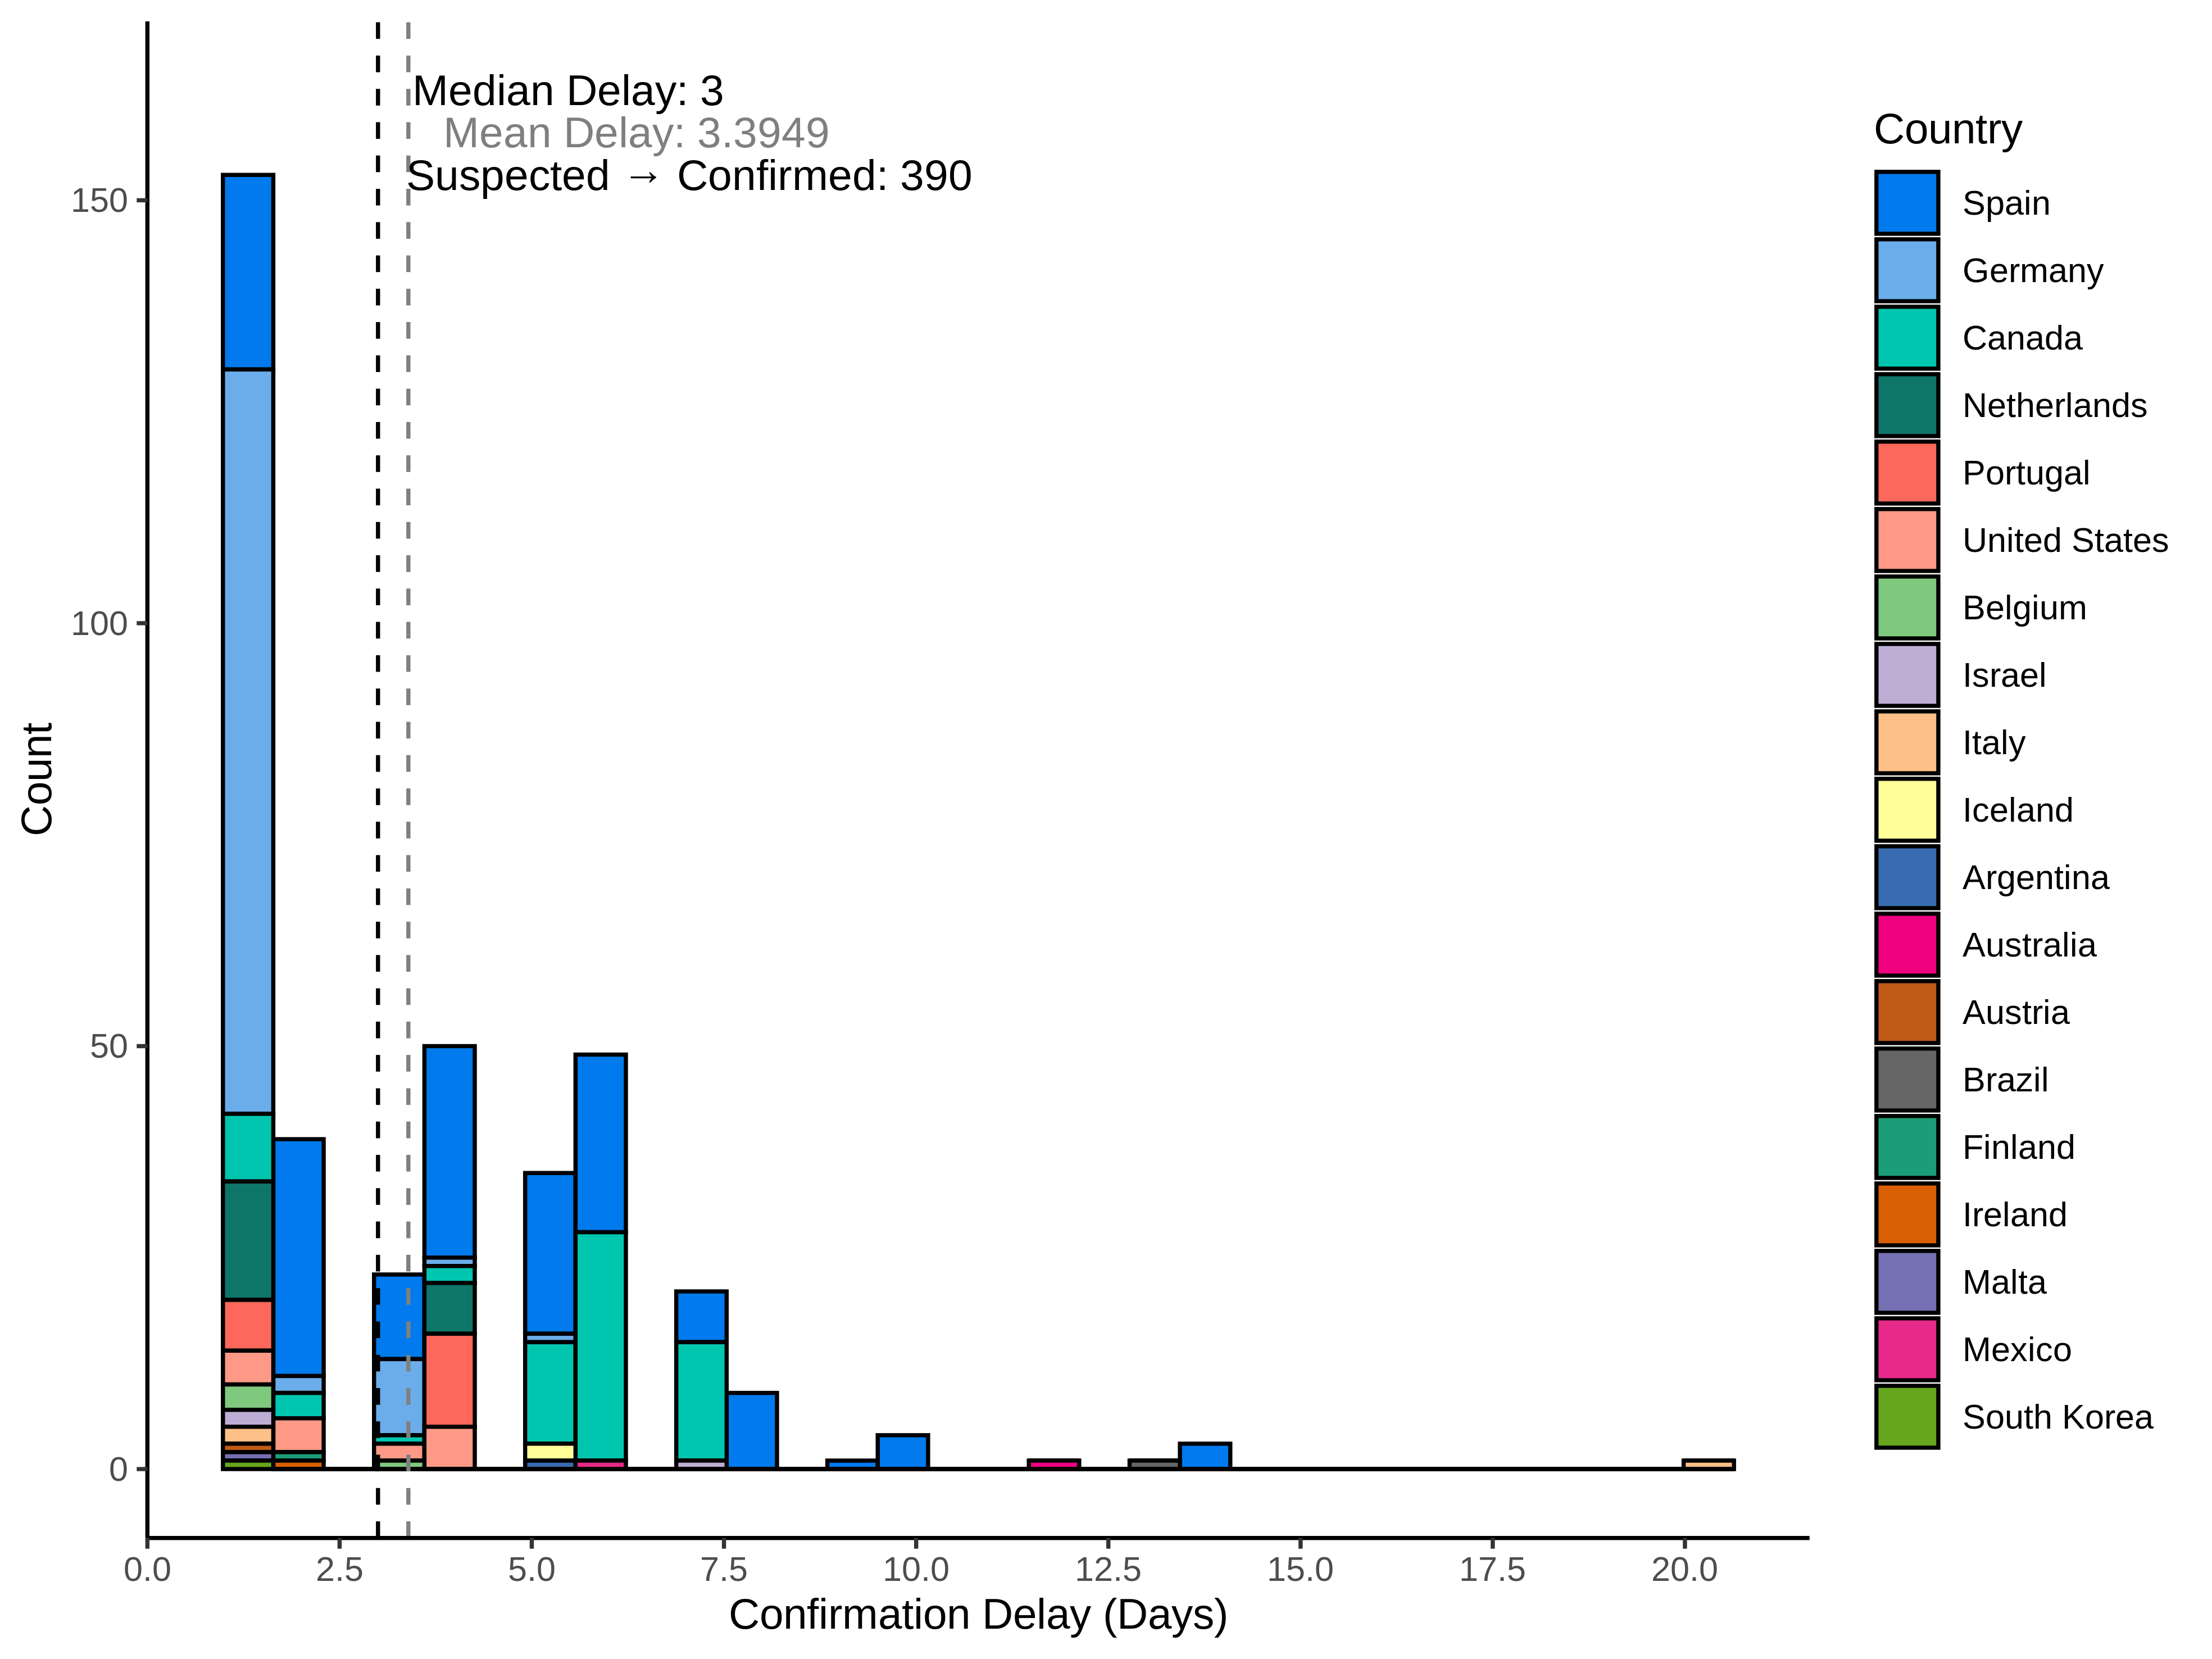 Median Delay: 3
Mean Delay: 3.3949
Suspected → Confirmed: 390
Count
150
100
50
0
0.0 2.5 5.0 7.5 10.0 12.5 15.0 17.5 20.0
Confirmation Delay (Days)
Country
Spain
Germany
Canada
Netherlands
Portugal
United States
Belgium
Israel
Italy
Iceland
Argentina
Australia
Austria
Brazil
Finland
Ireland
Malta
Mexico
South Korea